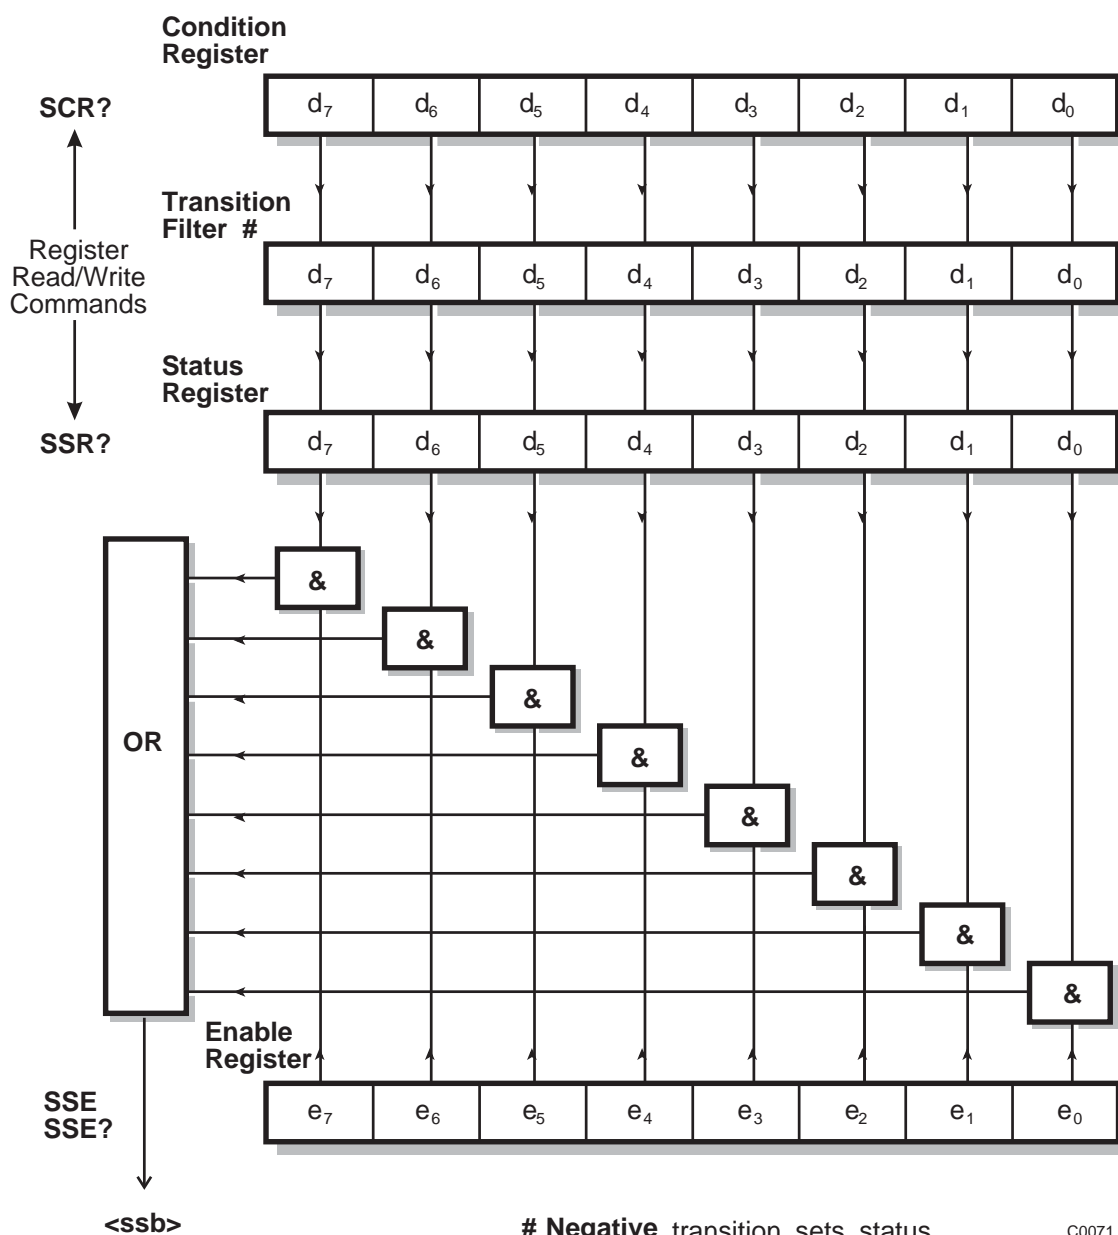 Condition
Register
SCR?
d7 d6 d5 d4 d3 d2 d1 d0
Transition
Filter #
Register
Read/Write
Commands
d7 d6 d5 d4 d3 d2 d1 d0
Status
Register
SSR?
d7 d6 d5 d4 d3 d2 d1 d0
&
&
&
&
&
&
&
&
OR
Enable
Register
SSE
SSE?
e7 e6 e5 e4 e3 e2 e1 e0
<ssb>
# Negative transition sets status
C0071